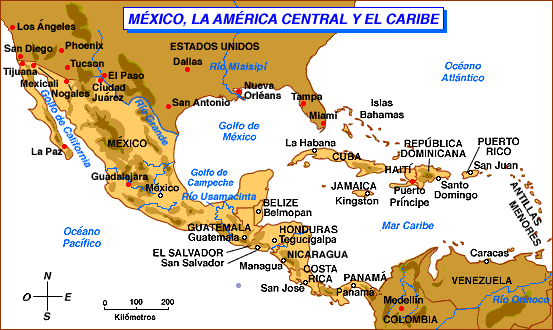 MÉXICO, LA AMÉRICA CENTRAL Y EL CARIBE
Los Ángeles
San Diego
Phoenix
Tijuana
Tucson
Mexicali
Nogales
El Paso
Ciudad
Juárez
ESTADOS UNIDOS
Dallas
Río Misisipí
San Antonio
Nueva
Orléans
Tampa
Miami
Océano
Atlántico
Islas
Bahamas
Golfo de California
Río Grande
Golfo de
México
MÉXICO
La Paz
Guadalajara
México
Golfo de
Campeche
Río Usamacinta
La Habana
CUBA
REPÚBLICA
DOMINICANA
HAITÍ
PUERTO
RICO
San Juan
JAMAICA
Kingston
Puerto
Príncipe
Santo
Domingo
ANTILLAS
MENORES
BELIZE
Belmopan
Mar Caribe
Océano
Pacífico
GUATEMALA
Guatemala
HONDURAS
Tegucigalpa
EL SALVADOR
San Salvador
NICARAGUA
Managua
COSTA
RICA
San José
PANAMÁ
Panamá
Caracas
VENEZUELA
Río Orinoco
Medellín
COLOMBIA
N
O
E
S
0
100
200
Kilómetros